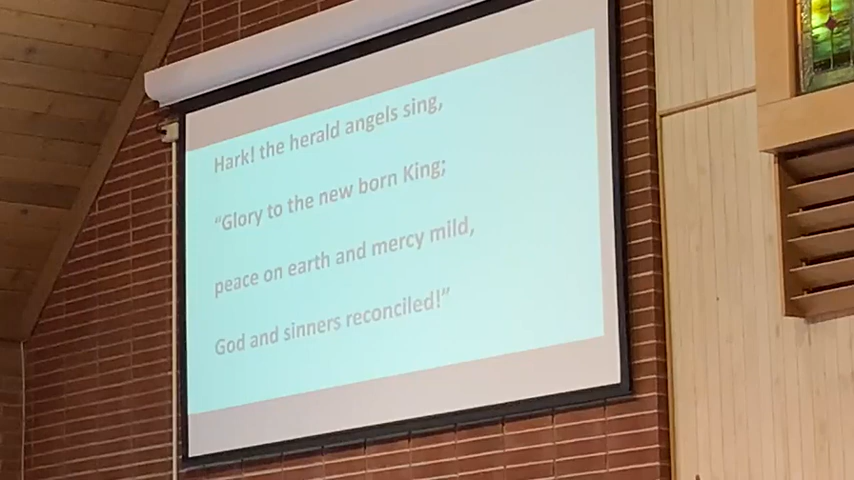 Hark! the herald angels sing,
“Glory to the new born King;
peace on earth and mercy mild,
God and sinners reconciled!”